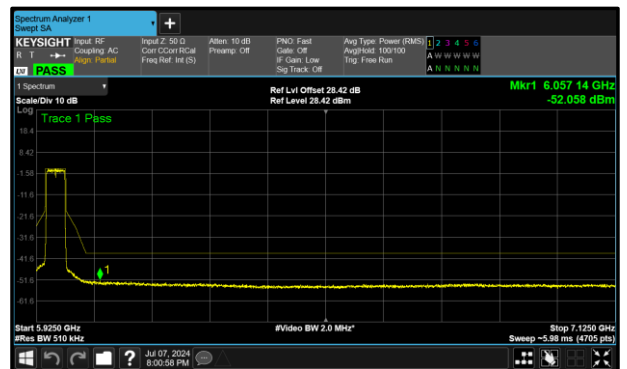 Spectrum Analyzer 1
Swept SA
+
KEYSIGHT Input: RF Input Z: 50 Ω Atten: 10 dB PNO: Fast Avg Type: Power (RMS) 1 2 3 4 5 6
R T Coupling: AC Corr CCorr RCal Preamp: Off Gate: Off Avg|Hold: 100/100 A W W W W W
Align: Partial Freq Ref: Int (S) IF Gain: Low Trig: Free Run
LXI PASS Sig Track: Off A N N N N N
1 Spectrum Ref Lvl Offset 28.42 dB Mkr1 6.057 14 GHz
Scale/Div 10 dB Ref Level 28.42 dBm -52.058 dBm
Log
Trace 1 Pass
18.4
8.42
-1.58
-11.6
-21.6
-31.6
-41.6
1
-51.6
-61.6
Start 5.9250 GHz #Video BW 2.0 MHz* Stop 7.1250 GHz
#Res BW 510 kHz Sweep ~5.98 ms (4705 pts)
? Jul 07, 2024
8:00:58 PM